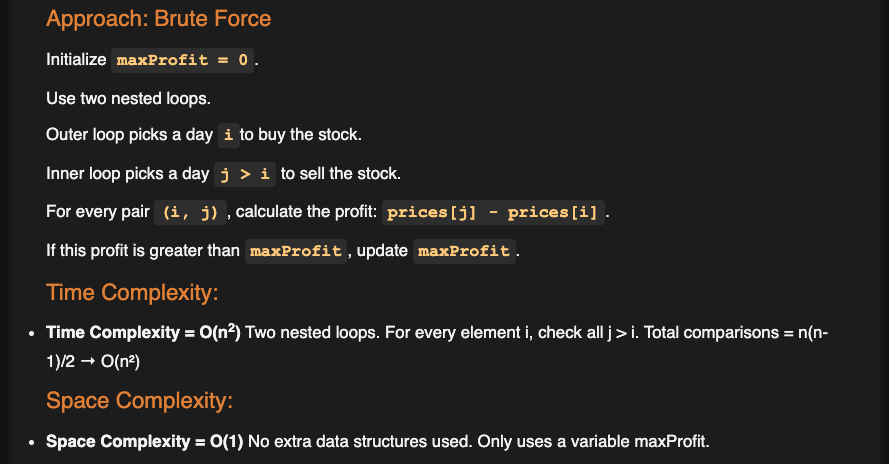 Approach: Brute Force
Initialize maxProfit = 0.
Use two nested loops.
Outer loop picks a day i to buy the stock.
Inner loop picks a day j > i to sell the stock.
For every pair (i, j), calculate the profit: prices[j] - prices[i].
If this profit is greater than maxProfit, update maxProfit.
Time Complexity:
• Time Complexity = O(n²) Two nested loops. For every element i, check all j > i. Total comparisons = n(n-
1)/2 → O(n²)
Space Complexity:
• Space Complexity = O(1) No extra data structures used. Only uses a variable maxProfit.